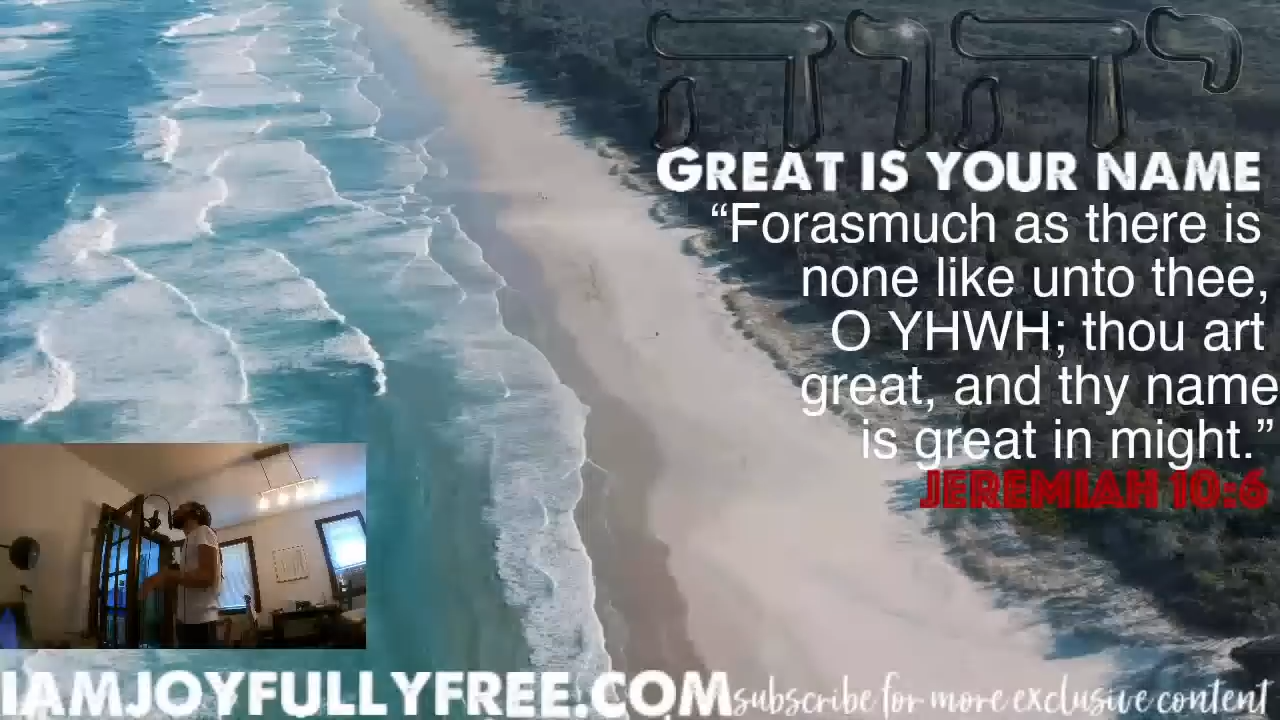 יהוה
GREAT IS YOUR NAME
“Forasmuch as there is
none like unto thee,
O YHWH; thou art
great, and thy name
is great in might.”
JEREMIAH 10:6
IAMJOYFULLYFREE.COM subscribe for more exclusive content